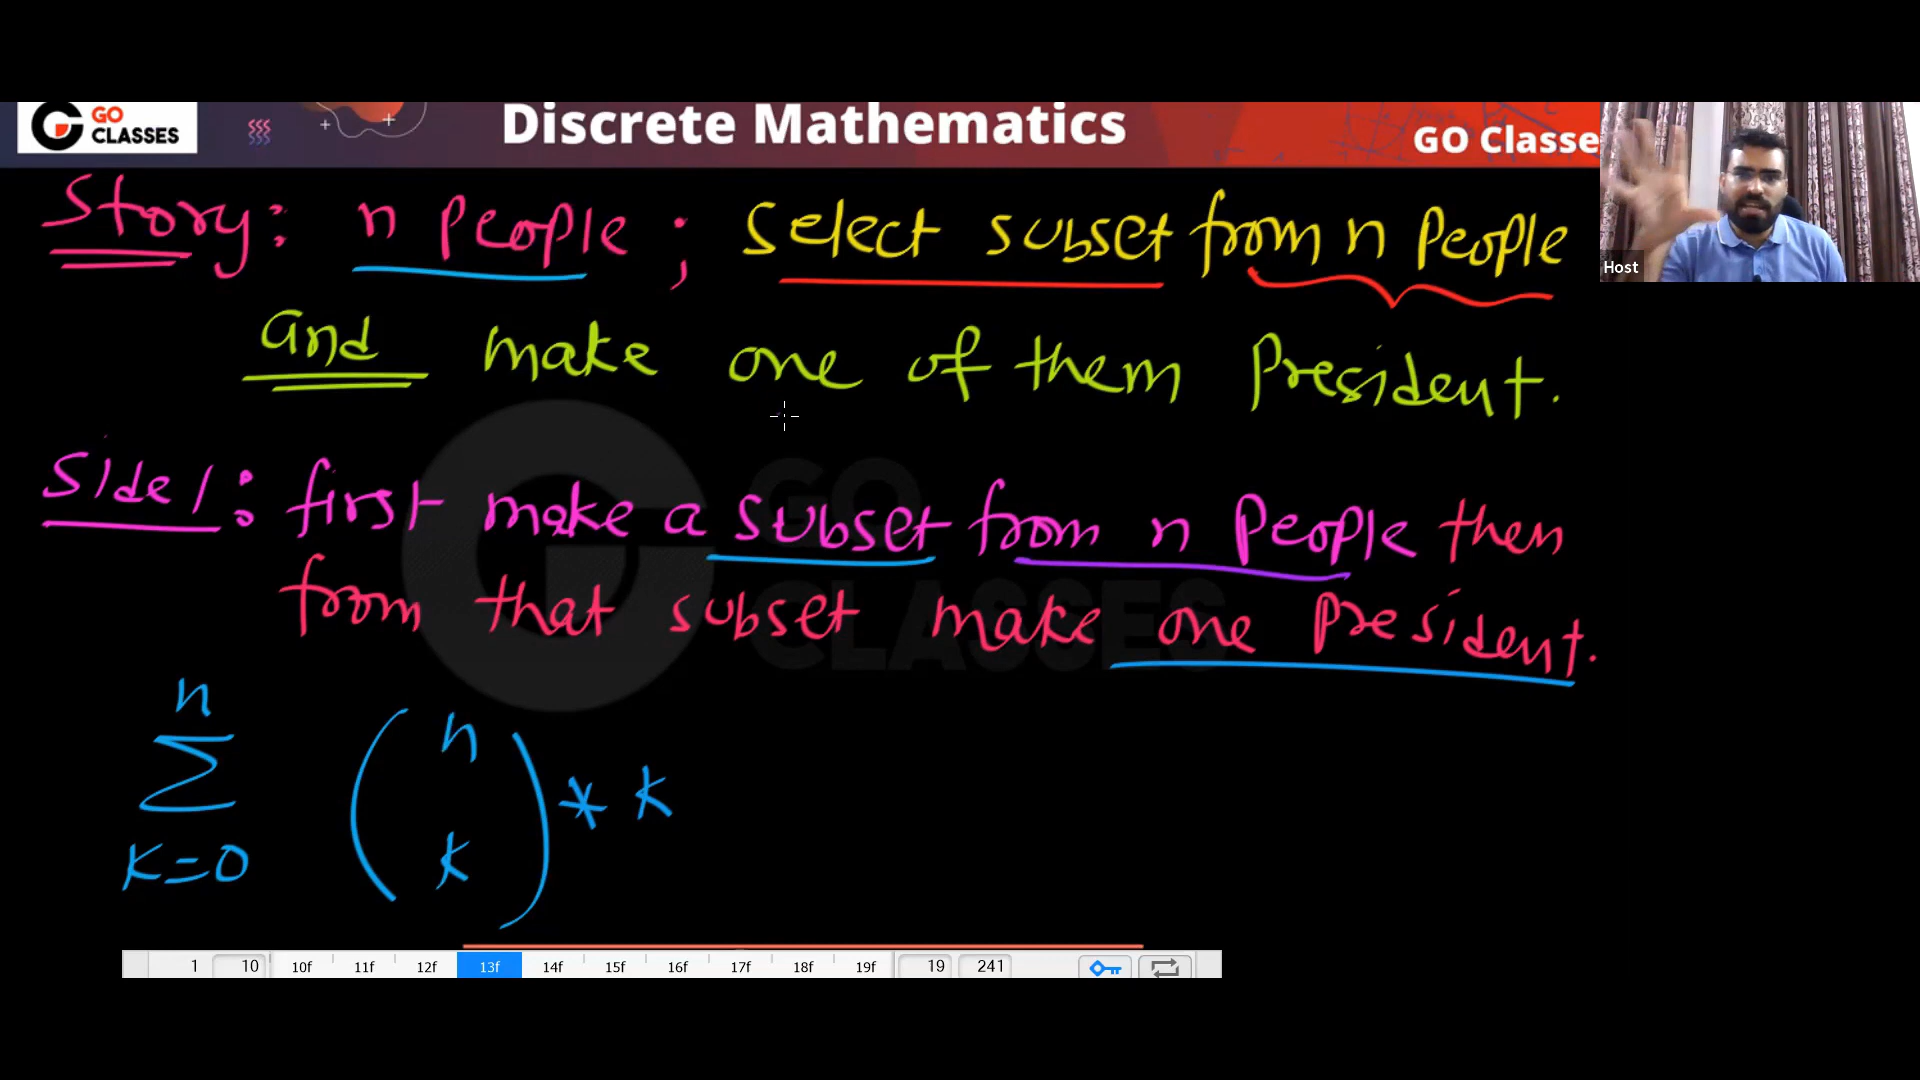 GO
CLASSES
Discrete Mathematics
GO Classe
Host
Story: n people ; select subset from n people
and make one of them President.
Side 1: first make a subset from n people then
from that subset make one president.
n
Σ ( n k ) * k
k=0
GO
CLASSES
1 10 10f 11f 12f 13f 14f 15f 16f 17f 18f 19f 19 241